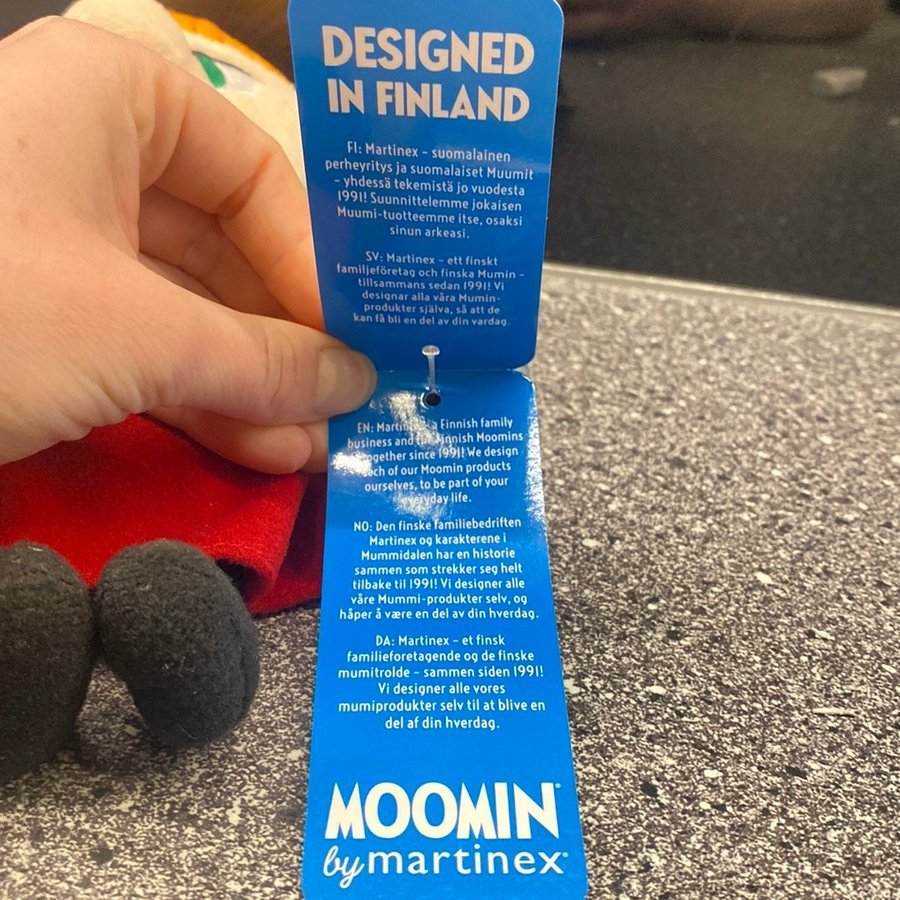 DESIGNED
IN FINLAND
FI: Martinex – suomalainen
perheyritys ja suomalaiset Muumit
– yhdessä tekemistä jo vuodesta
1991! Suunnittelemme jokaisen
Muumi-tuotteemme itse, osaksi
sinun arkeasi.
SV: Martinex – ett finskt
familjeföretag och finska Mumin –
tillsammans sedan 1991! Vi
designar alla våra Mumin-
produkter själva, så att de
kan få bli en del av din vardag.
EN: Martinex a Finnish family
business and the Finnish Moomins
together since 1991! We design
each of our Moomin products
ourselves, to be part of your
everyday life.
NO: Den finske familiebedriften
Martinex og karakterene i
Mummidalen har en historie
sammen som strekker seg helt
tilbake til 1991! Vi designer alle
våre Mummi-produkter selv, og
håper å være en del av din hverdag.
DA: Martinex – et finsk
familieforetagende og de finske
mumitrolde – sammen siden 1991!
Vi designer alle vores
mumiprodukter selv til at blive en
del af din hverdag.
MOOMIN
by martinex